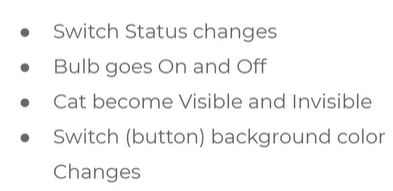 ● Switch Status changes
● Bulb goes On and Off
● Cat become Visible and Invisible
● Switch (button) background color
Changes